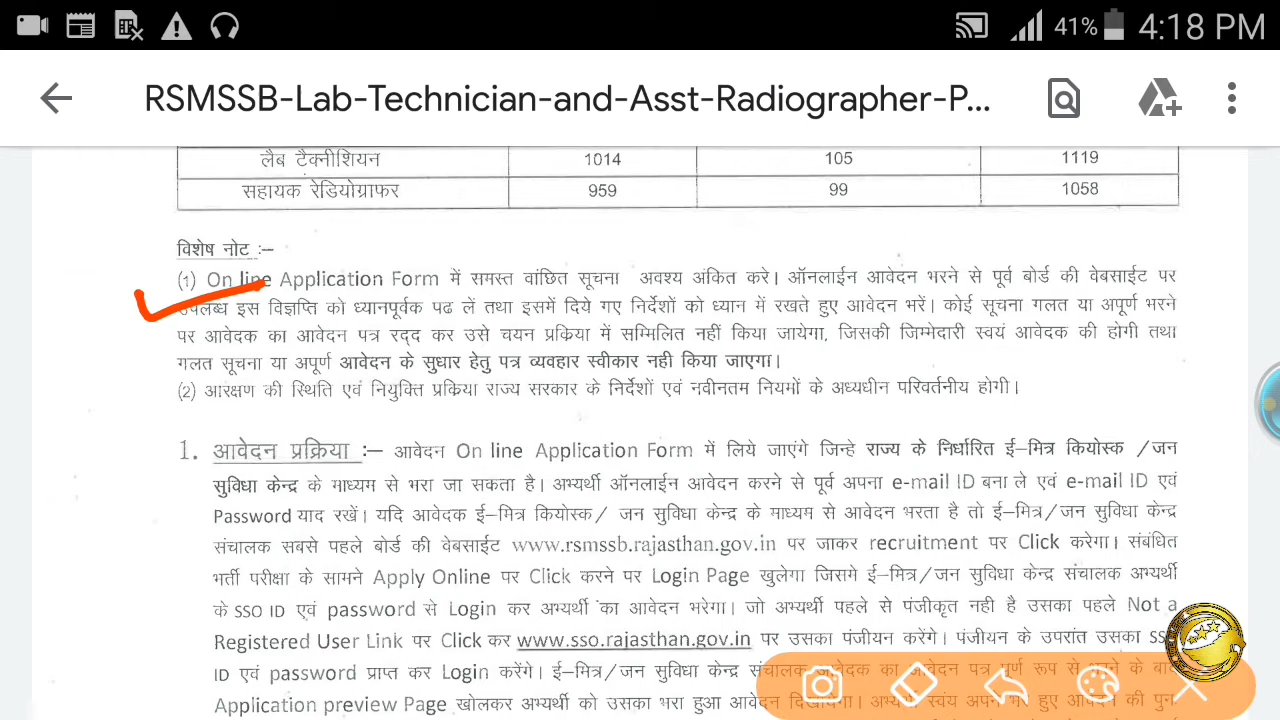 41% 4:18 PM
RSMSSB-Lab-Technician-and-Asst-Radiographer-P...
लैब टैक्नीशियन 1014 105 1119
सहायक रेडियोग्राफर 959 99 1058
विशेष नोट :–
(1) On line Application Form में समस्त वांछित सूचना अवश्य अंकित करे। ऑनलाईन आवेदन भरने से पूर्व बोर्ड की वेबसाईट पर
उपलब्ध इस विज्ञप्ति को ध्यानपूर्वक पढ लें तथा इसमें दिये गए निर्देशों को ध्यान में रखते हुए आवेदन भरें। कोई सूचना गलत या अपूर्ण भरने
पर आवेदक का आवेदन पत्र रद्द कर उसे चयन प्रकिया में सम्मिलित नहीं किया जायेगा, जिसकी जिम्मेदारी स्वयं आवेदक की होगी तथा
गलत सूचना या अपूर्ण आवेदन के सुधार हेतु पत्र व्यवहार स्वीकार नही किया जाएगा।
(2) आरक्षण की स्थिति एवं नियुक्ति प्रकिया राज्य सरकार के निर्देशों एवं नवीनतम नियमों के अध्यधीन परिवर्तनीय होगी।
1. आवेदन प्रक्रिया :– आवेदन On line Application Form में लिये जाएंगे जिन्हे राज्य के निर्धारित ई–मित्र कियोस्क /जन
सुविधा केन्द्र के माध्यम से भरा जा सकता है। अभ्यर्थी ऑनलाईन आवेदन करने से पूर्व अपना e-mail ID बना ले एवं e-mail ID एवं
Password याद रखें। यदि आवेदक ई–मित्र कियोस्क/ जन सुविधा केन्द्र के माध्यम से आवेदन भरता है तो ई–मित्र/जन सुविधा केन्द्र
संचालक सबसे पहले बोर्ड की वेबसाईट www.rsmssb.rajasthan.gov.in पर जाकर recruitment पर Click करेगा। संबंधित
भर्ती परीक्षा के सामने Apply Online पर Click करने पर Login Page खुलेगा जिसमे ई–मित्र/जन सुविधा केन्द्र संचालक अभ्यर्थी
के SSO ID एवं password से Login कर अभ्यर्थी का आवेदन भरेगा। जो अभ्यर्थी पहले से पंजीकृत नही है उसका पहले Not a
Registered User Link पर Click कर www.sso.rajasthan.gov.in पर उसका पंजीयन करेंगे। पंजीयन के उपरांत उसका
ID एवं password प्राप्त कर Login करेंगे। ई–मित्र/जन सुविधा केन्द्र संचालक आवेदक का आवेदन पत्र पूर्ण रूप से भरने के
Application preview Page खोलकर अभ्यर्थी को उसका भरा हुआ आवेदन दिखायेगा।